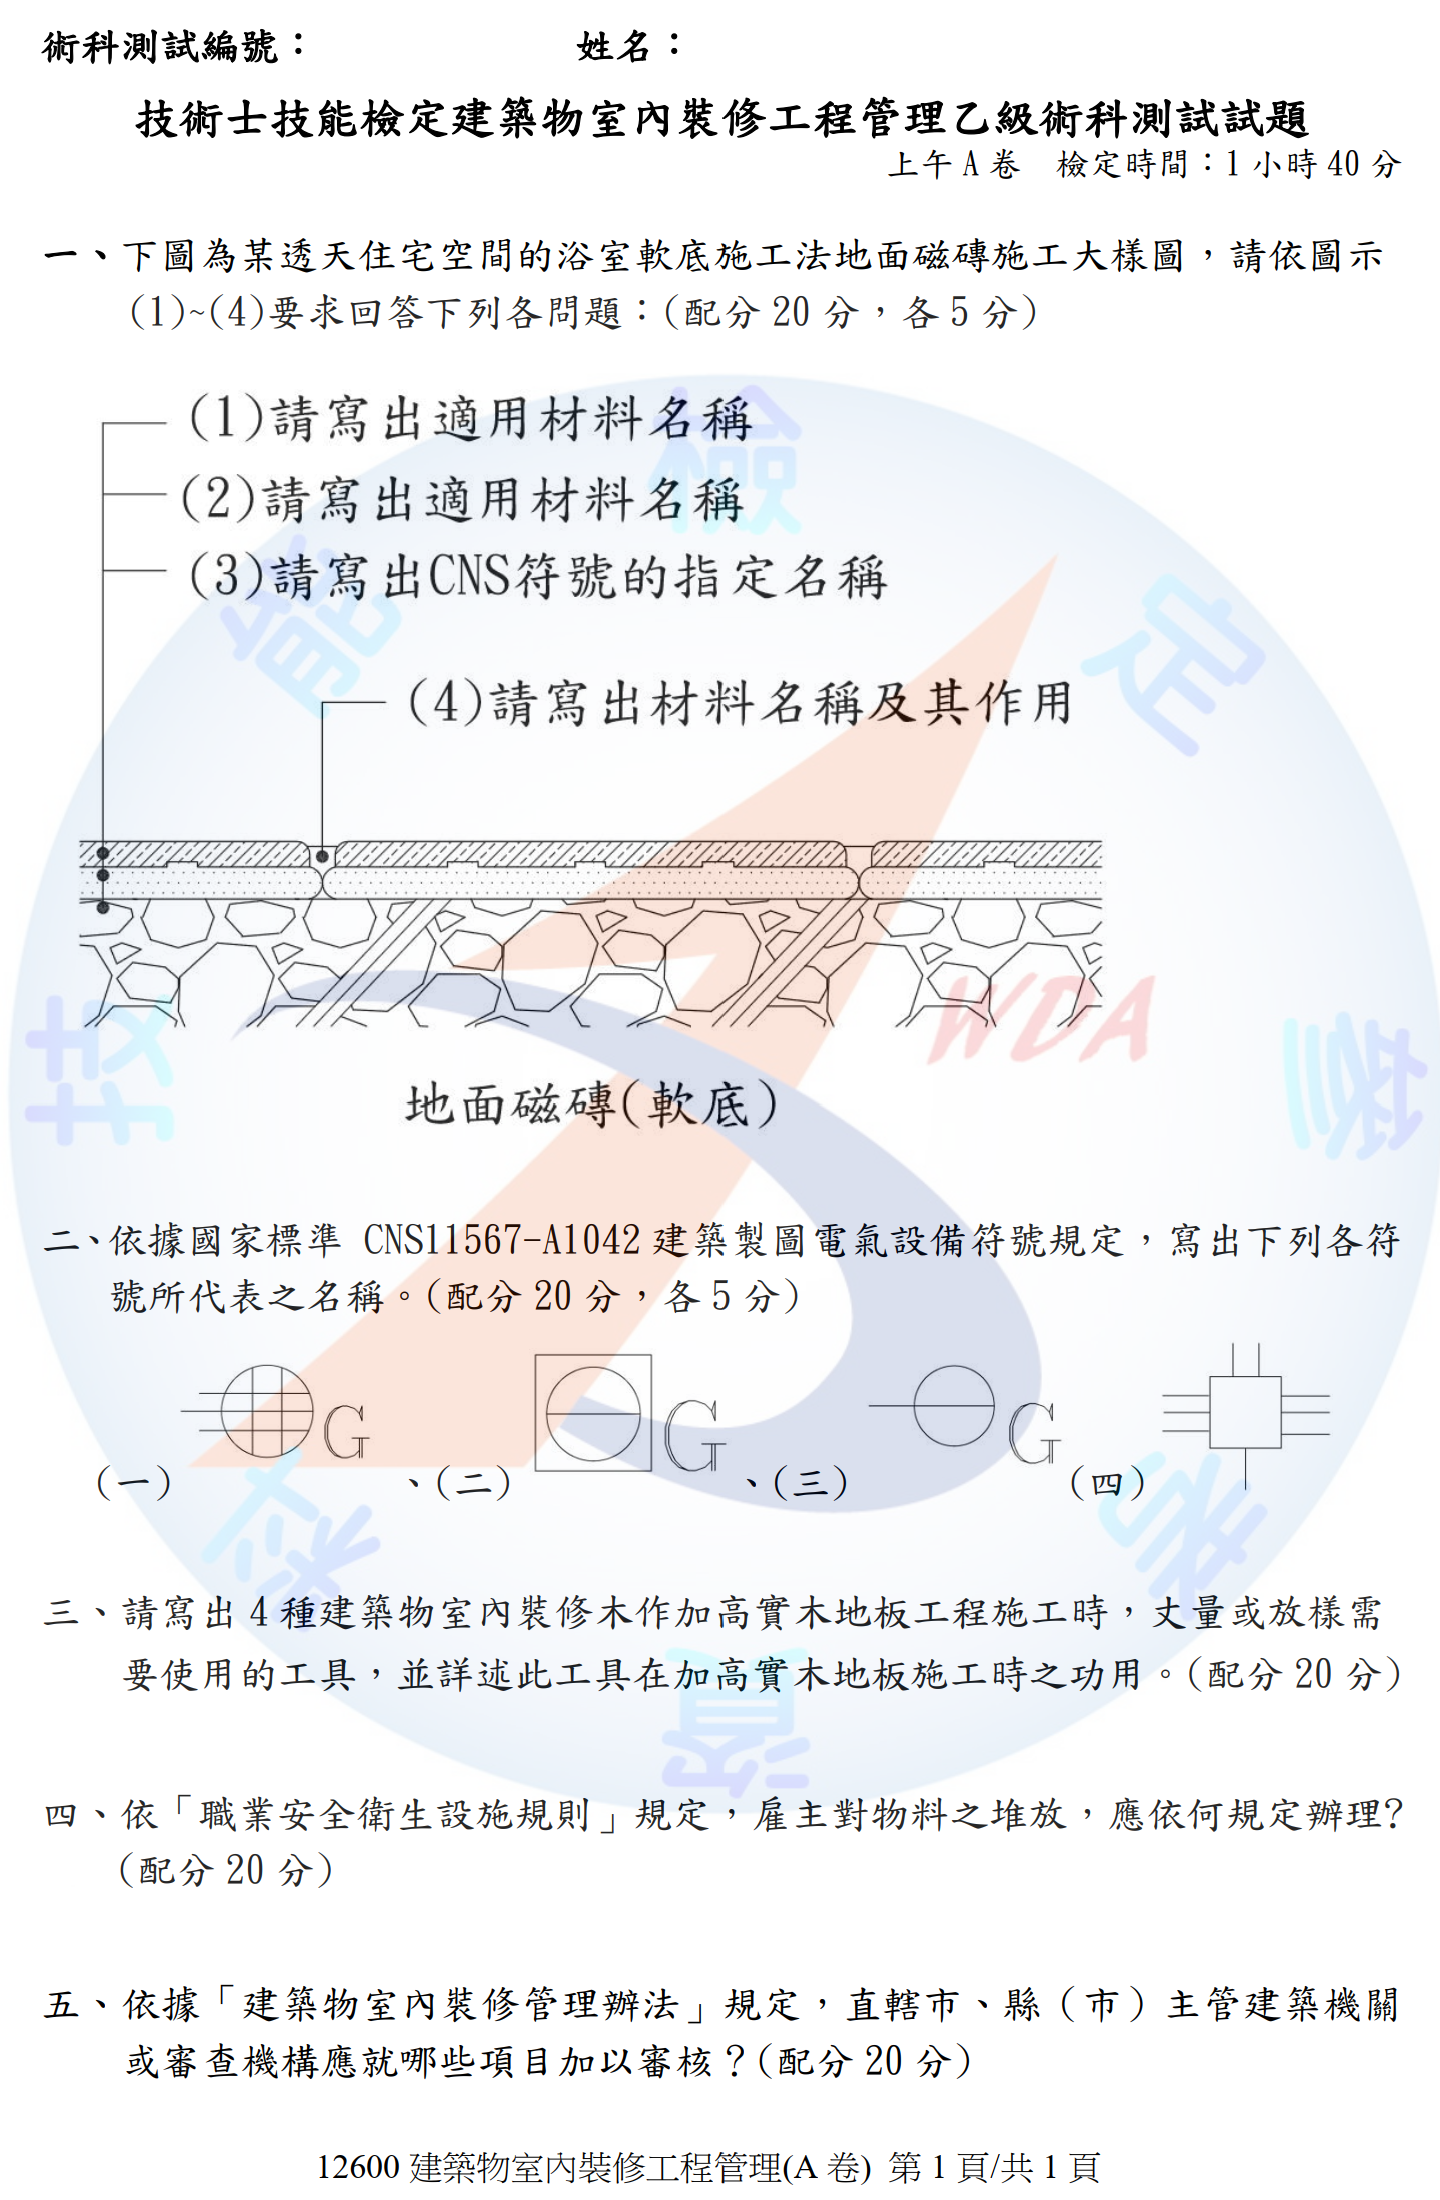 術科測試編號： 姓名：
技術士技能檢定建築物室內裝修工程管理乙級術科測試試題
上午 A 卷 檢定時間：1 小時 40 分
一、下圖為某透天住宅空間的浴室軟底施工法地面磁磚施工大樣圖，請依圖示
(1)~(4)要求回答下列各問題：(配分 20 分，各 5 分)
(1)請寫出適用材料名稱
(2)請寫出適用材料名稱
(3)請寫出CNS符號的指定名稱
(4)請寫出材料名稱及其作用
地面磁磚(軟底)
二、依據國家標準 CNS11567-A1042 建築製圖電氣設備符號規定，寫出下列各符
號所代表之名稱。(配分 20 分，各 5 分)
G G G
(一) 、(二) 、(三) (四)
三、請寫出 4 種建築物室內裝修木作加高實木地板工程施工時，丈量或放樣需
要使用的工具，並詳述此工具在加高實木地板施工時之功用。(配分 20 分)
四、依「職業安全衛生設施規則」規定，雇主對物料之堆放，應依何規定辦理?
(配分 20 分)
五、依據「建築物室內裝修管理辦法」規定，直轄市、縣（市）主管建築機關
或審查機構應就哪些項目加以審核？(配分 20 分)
12600 建築物室內裝修工程管理(A 卷) 第 1 頁/共 1 頁
技能檢定
WDA
參考資料